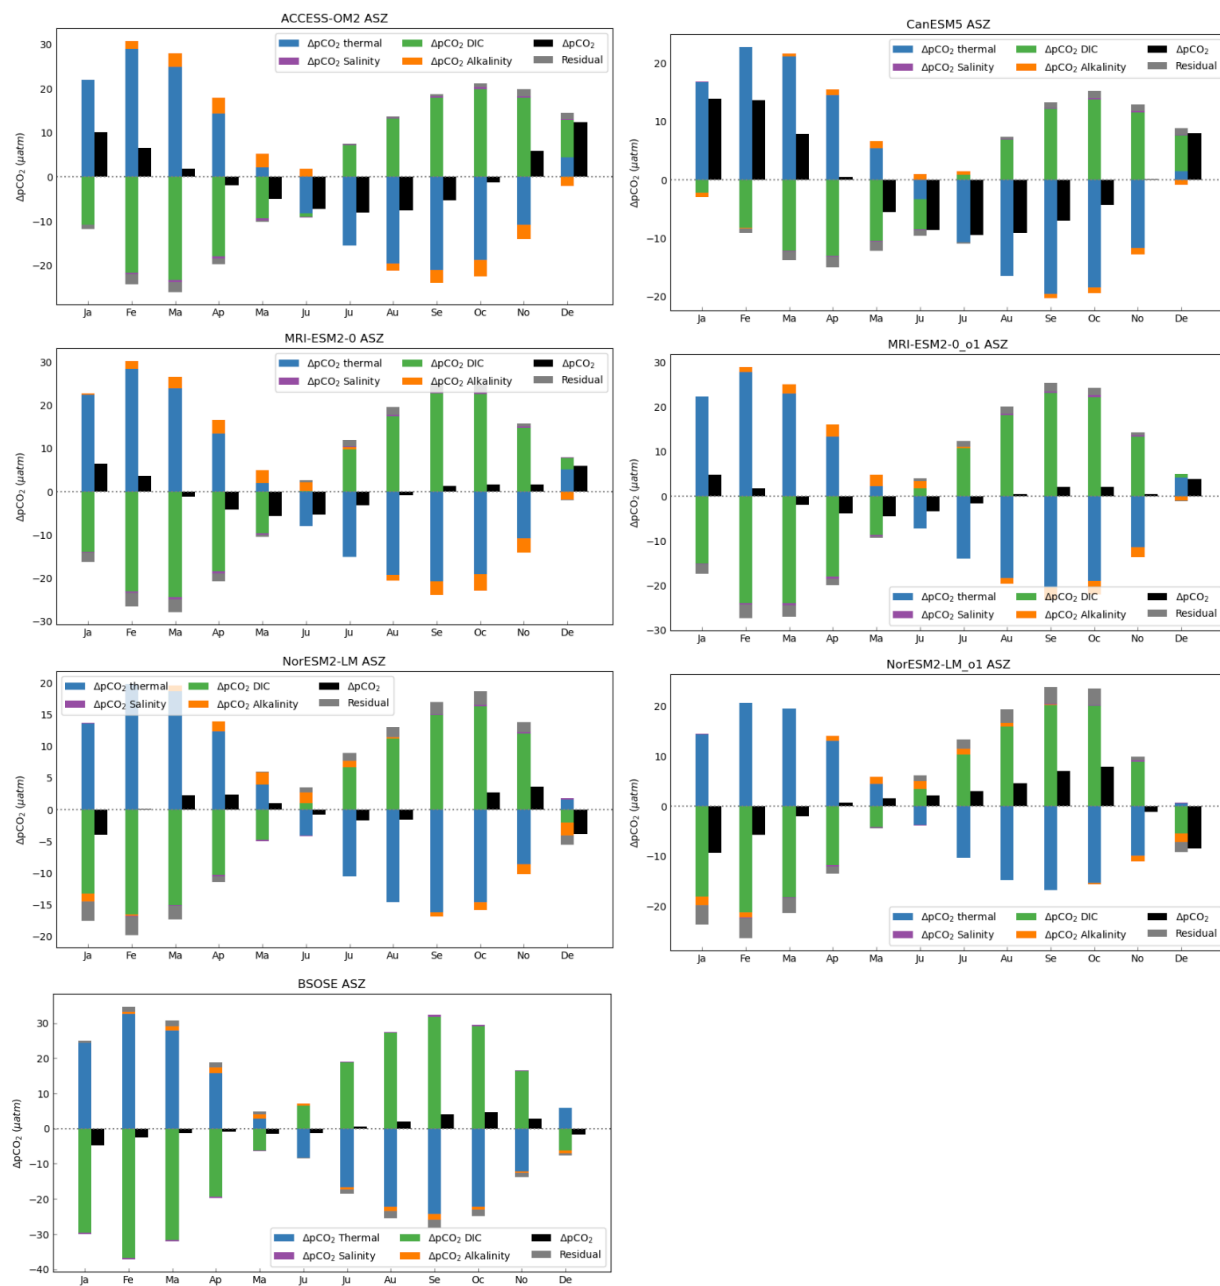 ACCESS-OM2 ASZ
ΔpCO₂ thermal ΔpCO₂ DIC ΔpCO₂
ΔpCO₂ Salinity ΔpCO₂ Alkalinity Residual
ΔpCO₂ (μatm)
30
20
10
0
−10
−20
Ja Fe Ma Ap Ma Ju Ju Au Se Oc No De
CanESM5 ASZ
ΔpCO₂ thermal ΔpCO₂ DIC ΔpCO₂
ΔpCO₂ Salinity ΔpCO₂ Alkalinity Residual
ΔpCO₂ (μatm)
20
10
0
−10
−20
Ja Fe Ma Ap Ma Ju Ju Au Se Oc No De
MRI-ESM2-0 ASZ
ΔpCO₂ thermal ΔpCO₂ DIC ΔpCO₂
ΔpCO₂ Salinity ΔpCO₂ Alkalinity Residual
ΔpCO₂ (μatm)
30
20
10
0
−10
−20
−30
Ja Fe Ma Ap Ma Ju Ju Au Se Oc No De
MRI-ESM2-0_o1 ASZ
ΔpCO₂ (μatm)
30
20
10
0
−10
−20
−30
ΔpCO₂ thermal ΔpCO₂ DIC ΔpCO₂
ΔpCO₂ Salinity ΔpCO₂ Alkalinity Residual
Ja Fe Ma Ap Ma Ju Ju Au Se Oc No De
NorESM2-LM ASZ
ΔpCO₂ thermal ΔpCO₂ DIC ΔpCO₂
ΔpCO₂ Salinity ΔpCO₂ Alkalinity Residual
ΔpCO₂ (μatm)
20
15
10
5
0
−5
−10
−15
−20
Ja Fe Ma Ap Ma Ju Ju Au Se Oc No De
NorESM2-LM_o1 ASZ
ΔpCO₂ (μatm)
20
10
0
−10
−20
ΔpCO₂ thermal ΔpCO₂ DIC ΔpCO₂
ΔpCO₂ Salinity ΔpCO₂ Alkalinity Residual
Ja Fe Ma Ap Ma Ju Ju Au Se Oc No De
BSOSE ASZ
ΔpCO₂ (μatm)
30
20
10
0
−10
−20
−30
−40
ΔpCO₂ Thermal ΔpCO₂ DIC ΔpCO₂
ΔpCO₂ Salinity ΔpCO₂ Alkalinity Residual
Ja Fe Ma Ap Ma Ju Ju Au Se Oc No De